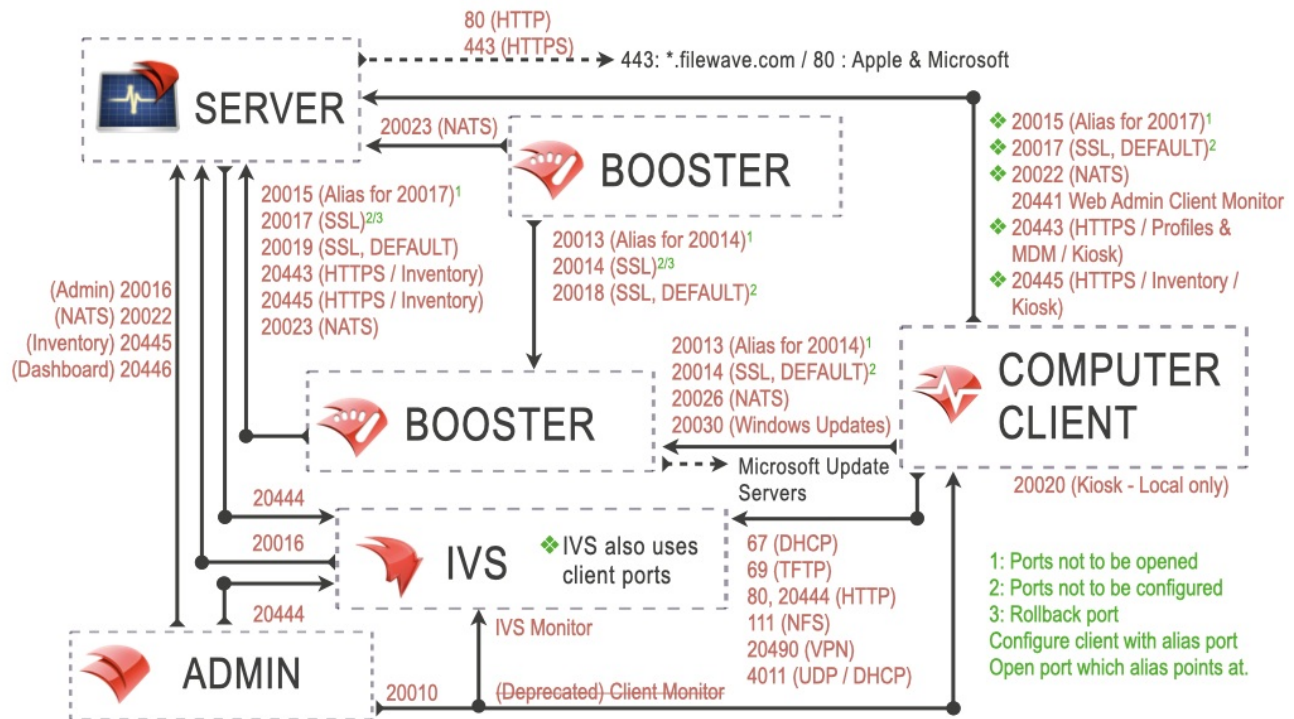 80 (HTTP)
443 (HTTPS)
443: *.filewave.com / 80 : Apple & Microsoft
SERVER
20023 (NATS)
BOOSTER
20015 (Alias for 20017)¹
20017 (SSL, DEFAULT)²
20022 (NATS)
20441 Web Admin Client Monitor
20443 (HTTPS / Profiles &
MDM / Kiosk)
20445 (HTTPS / Inventory /
Kiosk)
20015 (Alias for 20017)¹
20017 (SSL)²/³
20019 (SSL, DEFAULT)
20443 (HTTPS / Inventory)
20445 (HTTPS / Inventory)
20023 (NATS)
20013 (Alias for 20014)¹
20014 (SSL)²/³
20018 (SSL, DEFAULT)²
(Admin) 20016
(NATS) 20022
(Inventory) 20445
(Dashboard) 20446
20013 (Alias for 20014)¹
20014 (SSL, DEFAULT)²
20026 (NATS)
20030 (Windows Updates)
COMPUTER
CLIENT
BOOSTER
Microsoft Update
Servers
20020 (Kiosk - Local only)
20444
20016
20444
IVS
IVS also uses
client ports
67 (DHCP)
69 (TFTP)
80, 20444 (HTTP)
111 (NFS)
20490 (VPN)
4011 (UDP / DHCP)
1: Ports not to be opened
2: Ports not to be configured
3: Rollback port
Configure client with alias port
Open port which alias points at.
IVS Monitor
ADMIN
20010
(Deprecated) Client Monitor